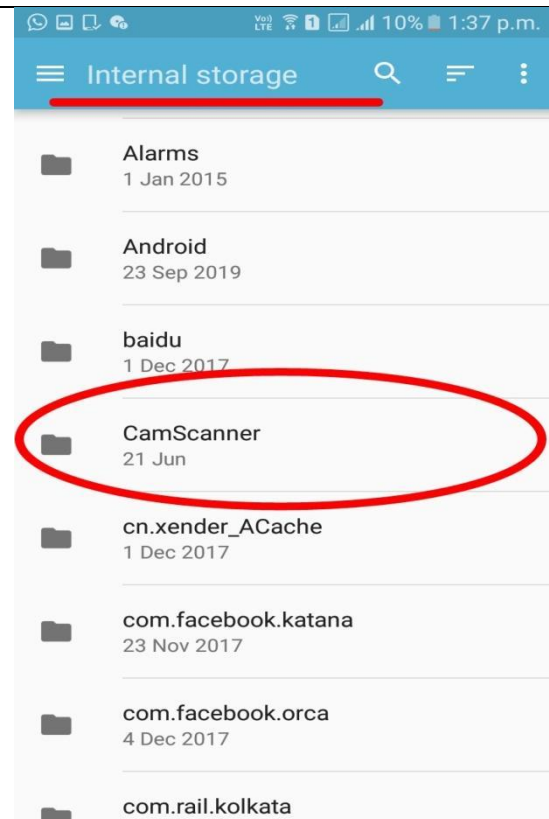 Vo)) LTE 1 10% 1:37 p.m.
Internal storage
Alarms
1 Jan 2015
Android
23 Sep 2019
baidu
1 Dec 2017
CamScanner
21 Jun
cn.xender_ACache
1 Dec 2017
com.facebook.katana
23 Nov 2017
com.facebook.orca
4 Dec 2017
com.rail.kolkata